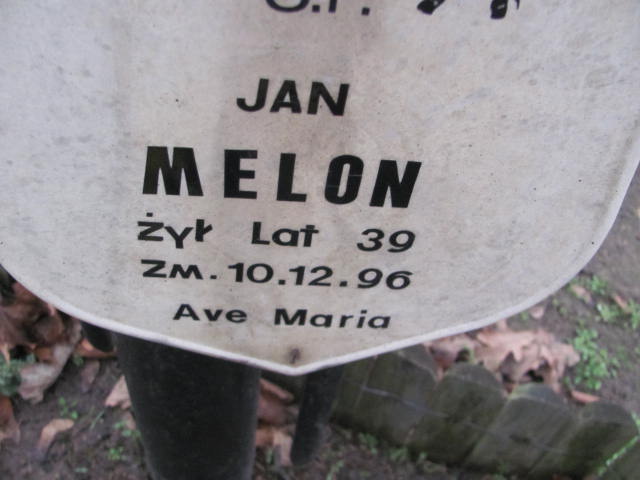 Ś.P.
JAN
MELON
żył Lat 39
zm. 10.12.96
Ave Maria